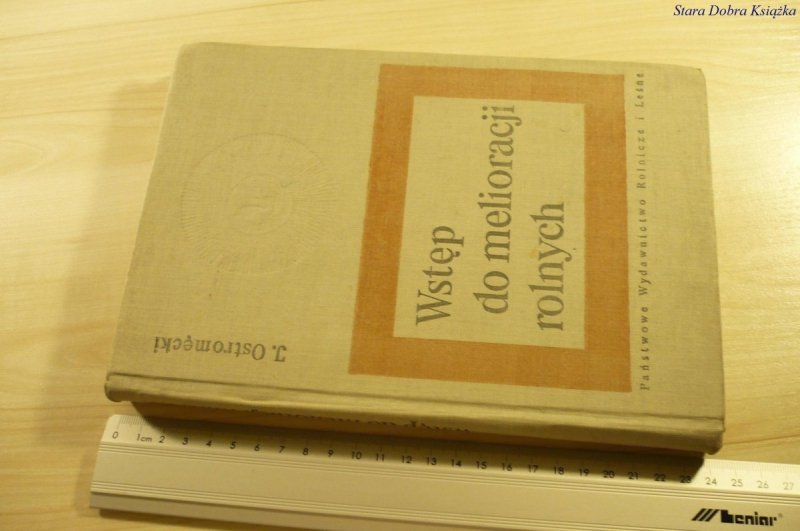 Stara Dobra Książka
J. Ostromęcki
Wstęp
do melioracji
rolnych
Państwowe Wydawnictwo Rolnicze i Leśne
0 1cm 2 3 4 5 6 7 8 9 10 11 12 13 14 15 16 17 18 19 20 21 22 23 24 25 26 27
Leniar